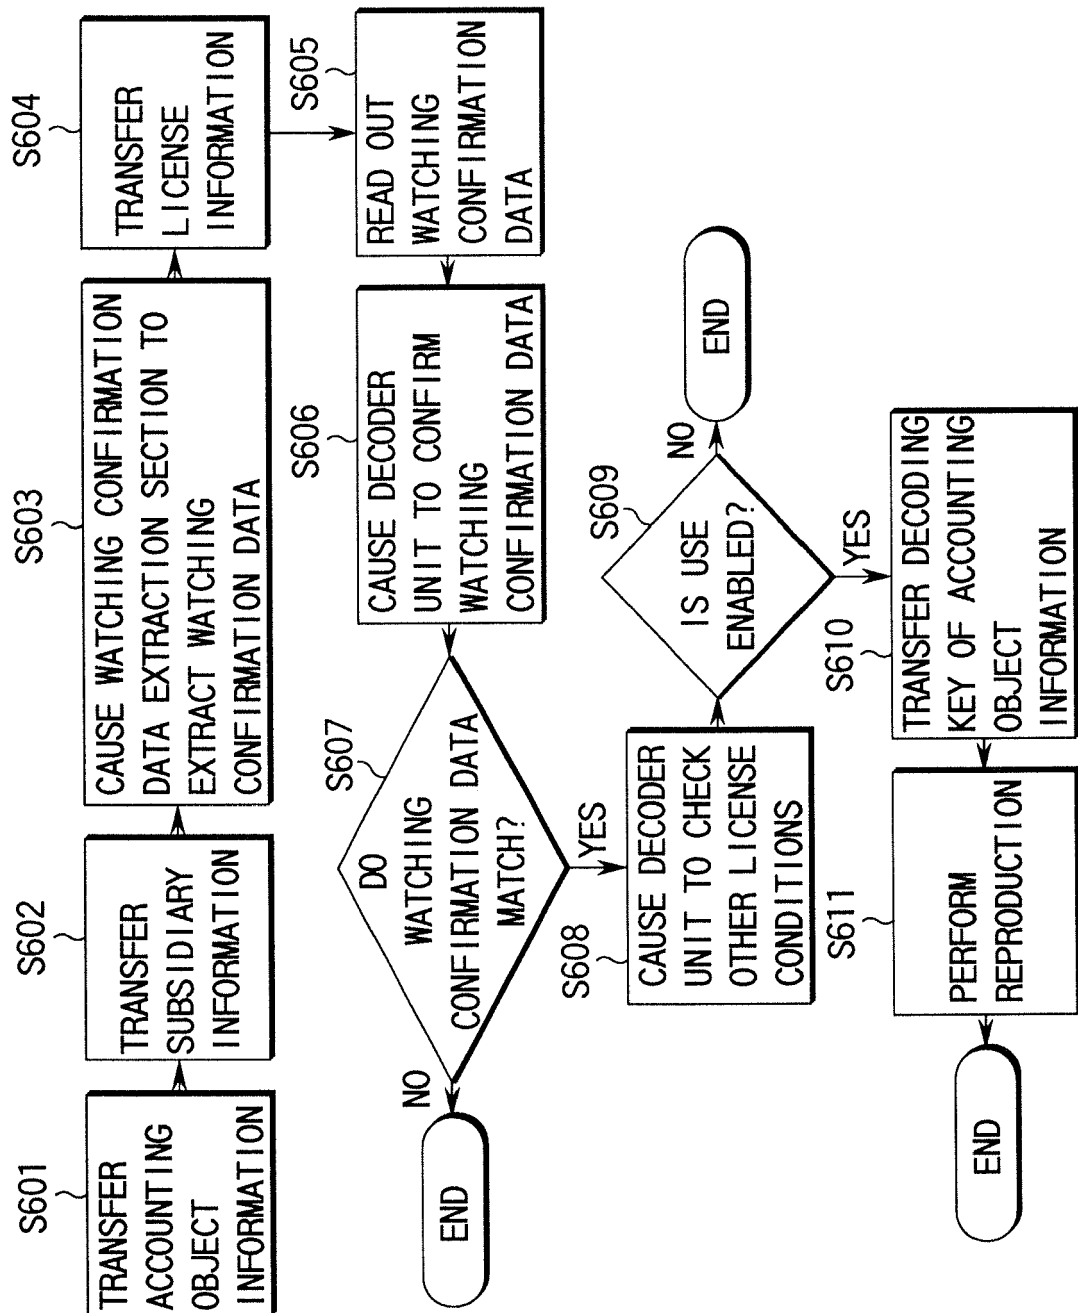 S601
TRANSFER
ACCOUNTING
OBJECT
INFORMATION
S602
TRANSFER
SUBSIDIARY
INFORMATION
S603
CAUSE WATCHING CONFIRMATION
DATA EXTRACTION SECTION TO
EXTRACT WATCHING
CONFIRMATION DATA
S604
TRANSFER
LICENSE
INFORMATION
S605
READ OUT
WATCHING
CONFIRMATION
DATA
S606
CAUSE DECODER
UNIT TO CONFIRM
WATCHING
CONFIRMATION DATA
S607
DO
WATCHING
CONFIRMATION DATA
MATCH?
NO
END
YES
S608
CAUSE DECODER
UNIT TO CHECK
OTHER LICENSE
CONDITIONS
S609
IS USE
ENABLED?
NO
END
YES
S610
TRANSFER DECODING
KEY OF ACCOUNTING
OBJECT
INFORMATION
S611
PERFORM
REPRODUCTION
END